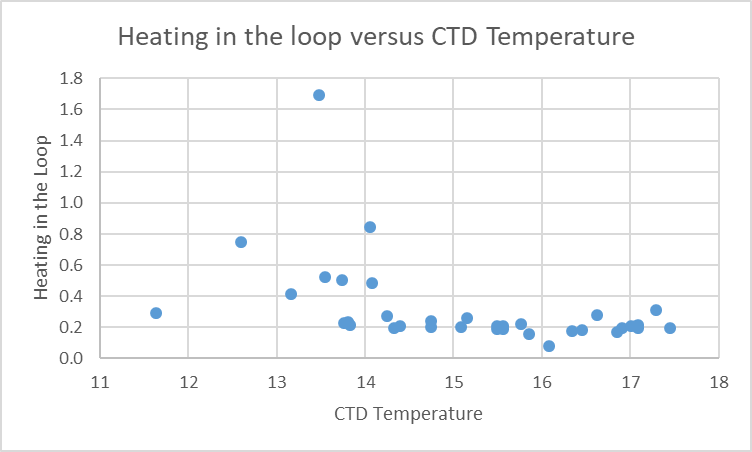 Heating in the loop versus CTD Temperature
1.8
1.6
1.4
1.2
1.0
0.8
0.6
0.4
0.2
0.0
Heating in the Loop
11 12 13 14 15 16 17 18
CTD Temperature